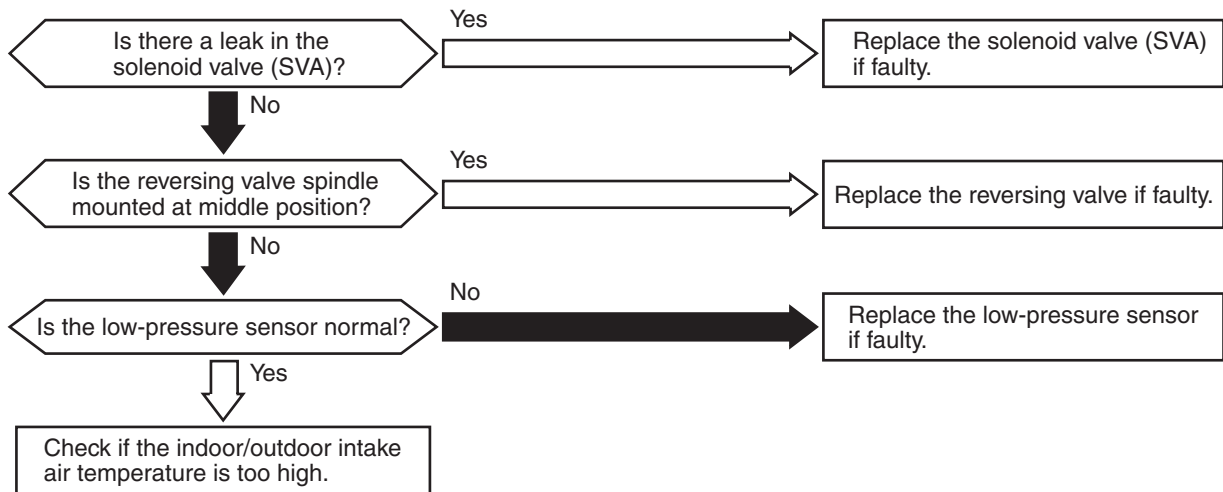 Is there a leak in the
solenoid valve (SVA)?
Yes
Replace the solenoid valve (SVA)
if faulty.
No
Is the reversing valve spindle
mounted at middle position?
Yes
Replace the reversing valve if faulty.
No
Is the low-pressure sensor normal?
No
Replace the low-pressure sensor
if faulty.
Yes
Check if the indoor/outdoor intake
air temperature is too high.